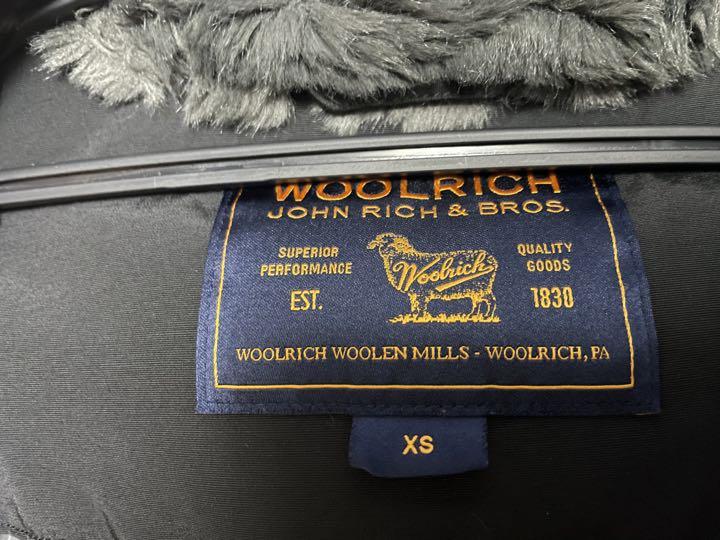 WOOLRICH
JOHN RICH & BROS.
SUPERIOR
PERFORMANCE
Woolrich
QUALITY
GOODS
EST.
1830
WOOLRICH WOOLEN MILLS - WOOLRICH, PA
XS